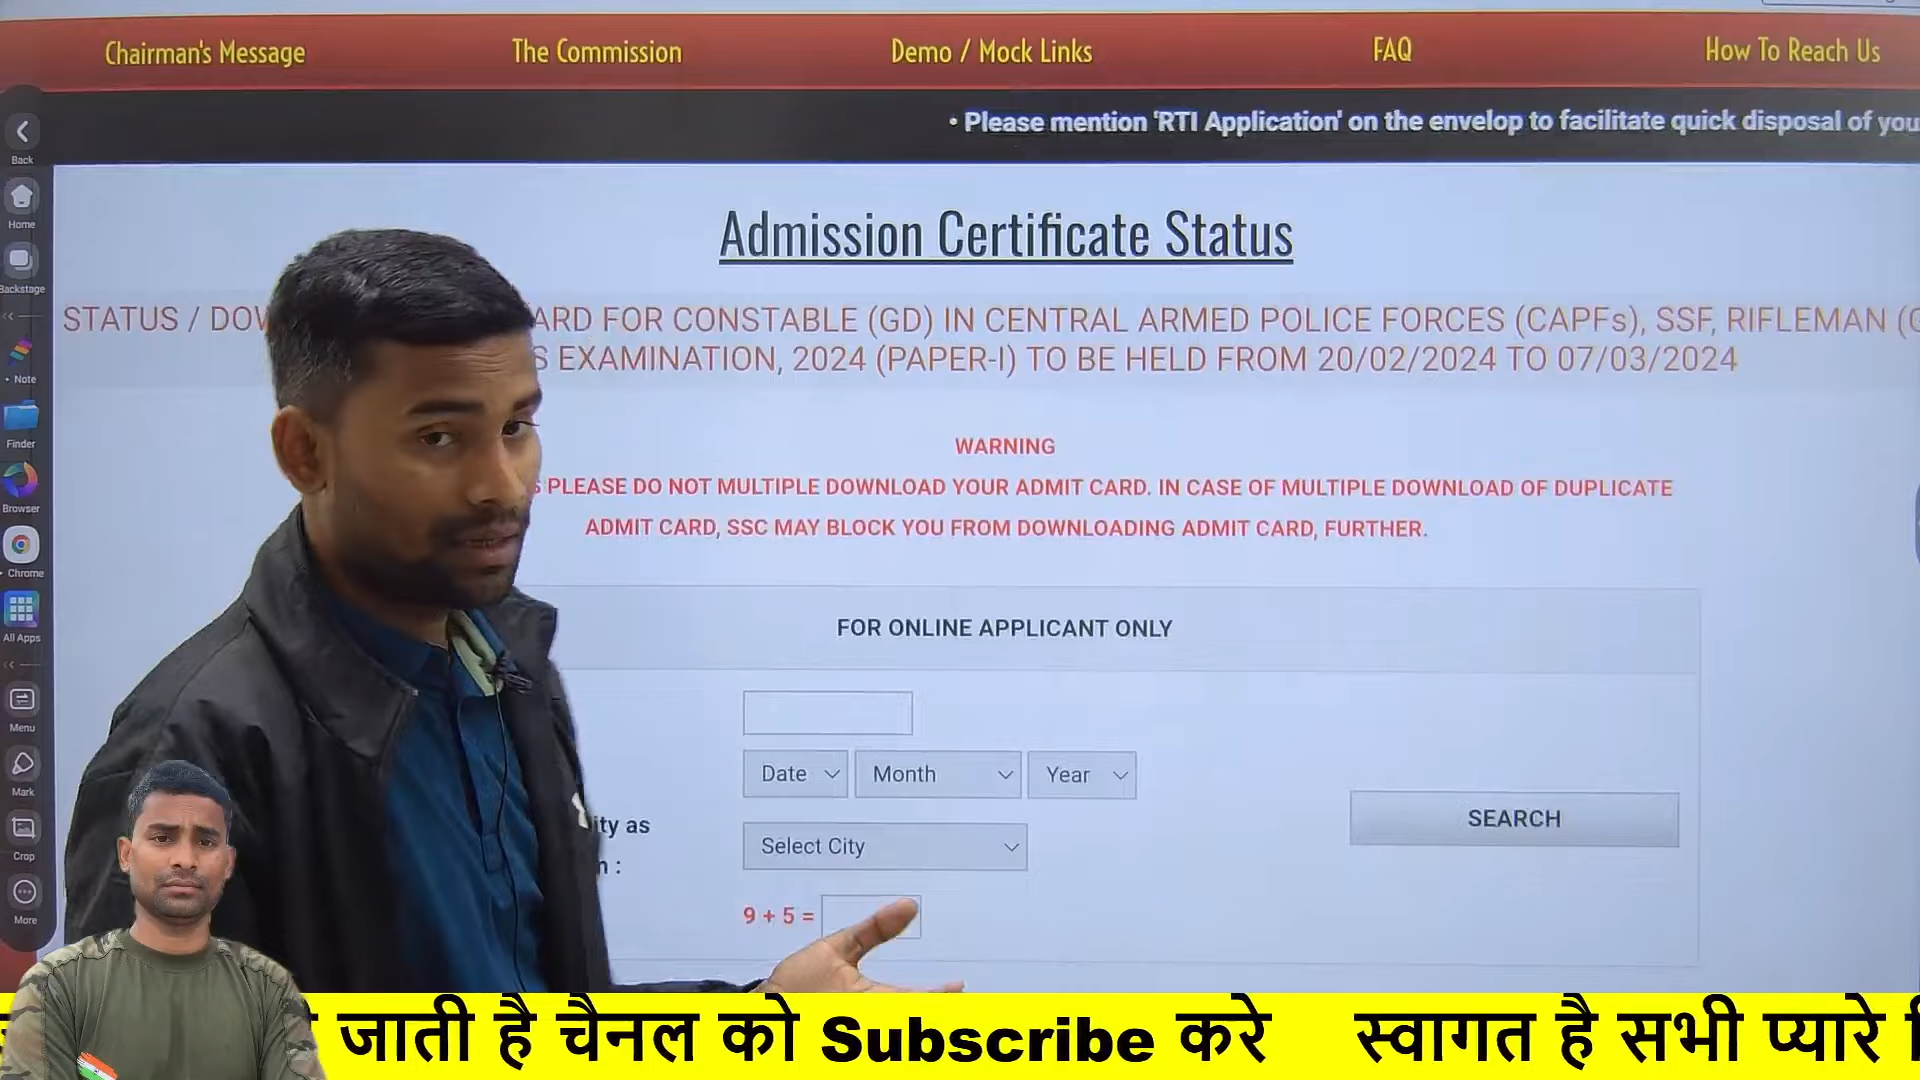 Chairman's Message The Commission Demo / Mock Links FAQ How To Reach Us
• Please mention 'RTI Application' on the envelop to facilitate quick disposal of
Back
Home
Backstage
Note
Finder
Browser
Chrome
All Apps
Menu
Mark
Crop
More
Admission Certificate Status
STATUS / FOR CONSTABLE (GD) IN CENTRAL ARMED POLICE FORCES (CAPFs), SSF, RIFLEMAN
EXAMINATION, 2024 (PAPER-I) TO BE HELD FROM 20/02/2024 TO 07/03/2024
WARNING
PLEASE DO NOT MULTIPLE DOWNLOAD YOUR ADMIT CARD. IN CASE OF MULTIPLE DOWNLOAD OF DUPLICATE
ADMIT CARD, SSC MAY BLOCK YOU FROM DOWNLOADING ADMIT CARD, FURTHER.
FOR ONLINE APPLICANT ONLY
Date Month Year
as
Select City
SEARCH
9 + 5 =
जाती है चैनल को Subscribe करे स्वागत है सभी प्यारे